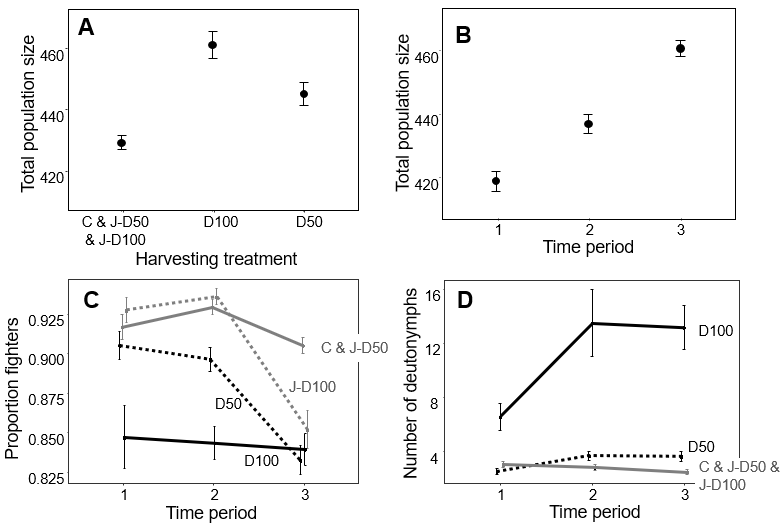 A
Total population size
460
440
420
C & J-D50
& J-D100
D100
D50
Harvesting treatment
B
Total population size
460
440
420
1
2
3
Time period
C
Proportion fighters
0.925
0.900
0.875
0.850
0.825
C & J-D50
J-D100
D50
D100
1
2
3
Time period
D
Number of deutonymphs
16
12
8
4
D100
D50
C & J-D50 &
J-D100
1
2
3
Time period